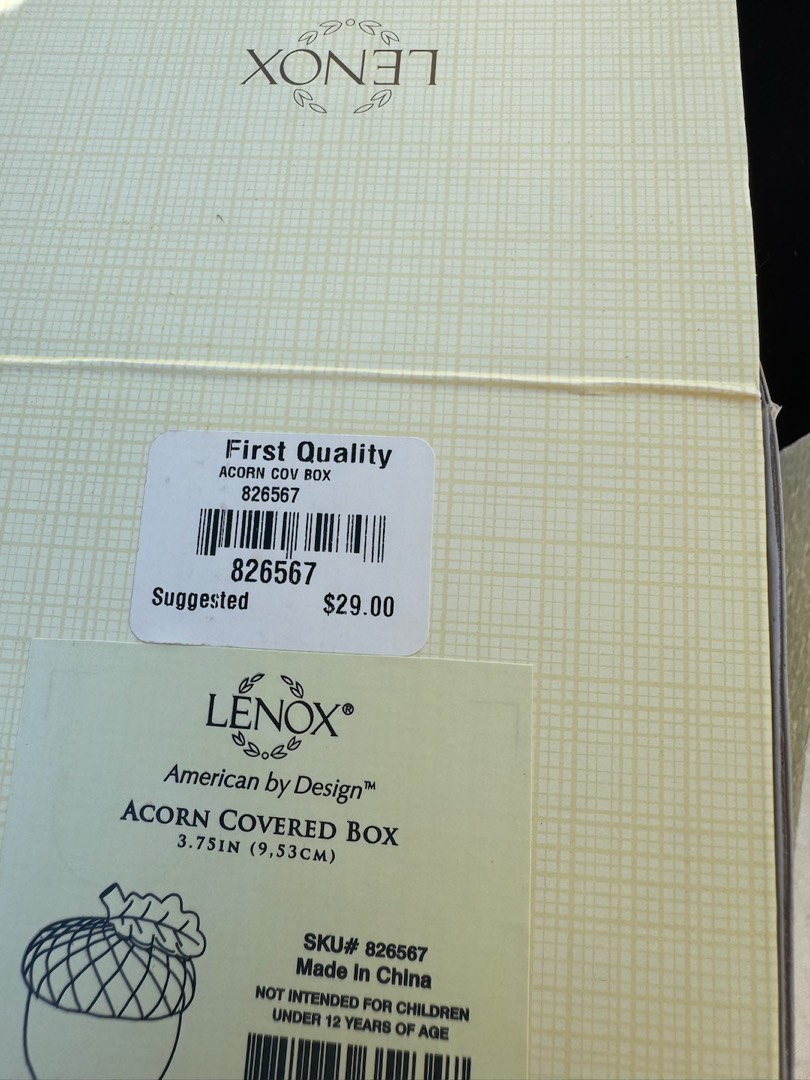 LENOX
First Quality
ACORN COV BOX
826567
826567
Suggested $29.00
LENOX®
American by Design™
ACORN COVERED BOX
3.75IN (9,53CM)
SKU# 826567
Made in China
NOT INTENDED FOR CHILDREN
UNDER 12 YEARS OF AGE